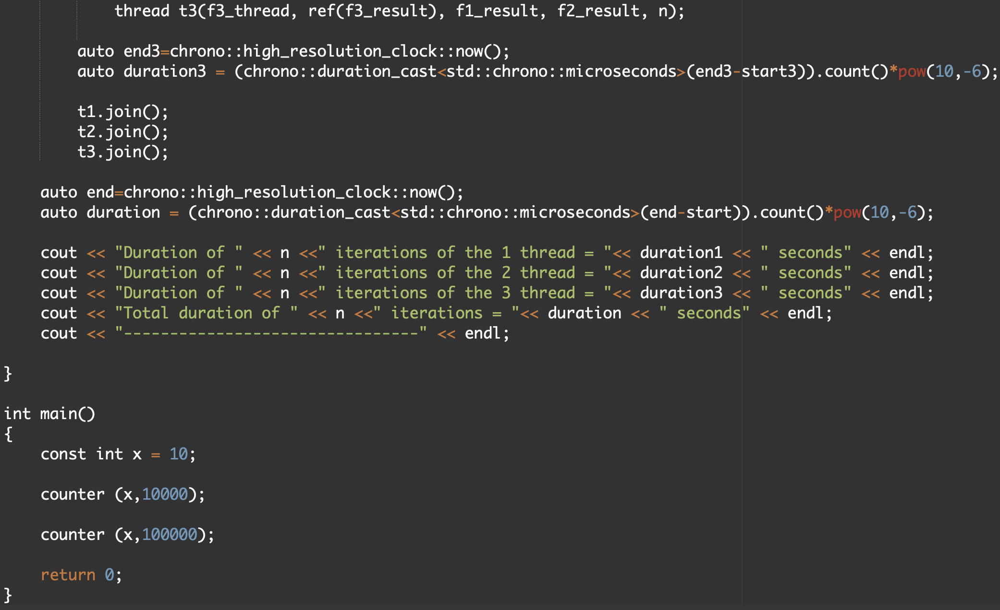 thread t3(f3_thread, ref(f3_result), f1_result, f2_result, n);
auto end3=chrono::high_resolution_clock::now();
auto duration3 = (chrono::duration_cast<std::chrono::microseconds>(end3-start3)).count()*pow(10,-6);
t1.join();
t2.join();
t3.join();
auto end=chrono::high_resolution_clock::now();
auto duration = (chrono::duration_cast<std::chrono::microseconds>(end-start)).count()*pow(10,-6);
cout << "Duration of " << n <<" iterations of the 1 thread = "<< duration1 << " seconds" << endl;
cout << "Duration of " << n <<" iterations of the 2 thread = "<< duration2 << " seconds" << endl;
cout << "Duration of " << n <<" iterations of the 3 thread = "<< duration3 << " seconds" << endl;
cout << "Total duration of " << n <<" iterations = "<< duration << " seconds" << endl;
cout << "--------------------------------" << endl;
}
int main()
{
const int x = 10;
counter (x,10000);
counter (x,100000);
return 0;
}